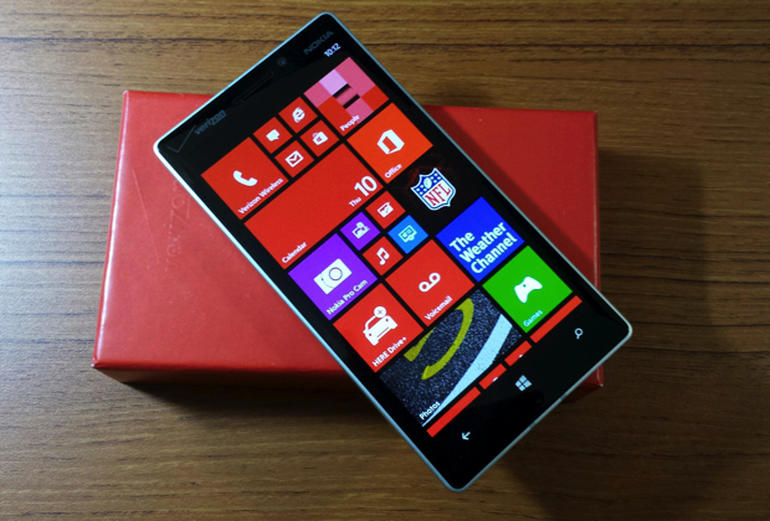 NOKIA
10:12
verizon
People
Verizon Wireless
Office
10
Thu
Calendar
NFL
The
Weather
Channel
Nokia Pro Cam
Voicemail
Games
HERE Drive+
Photos
verizon